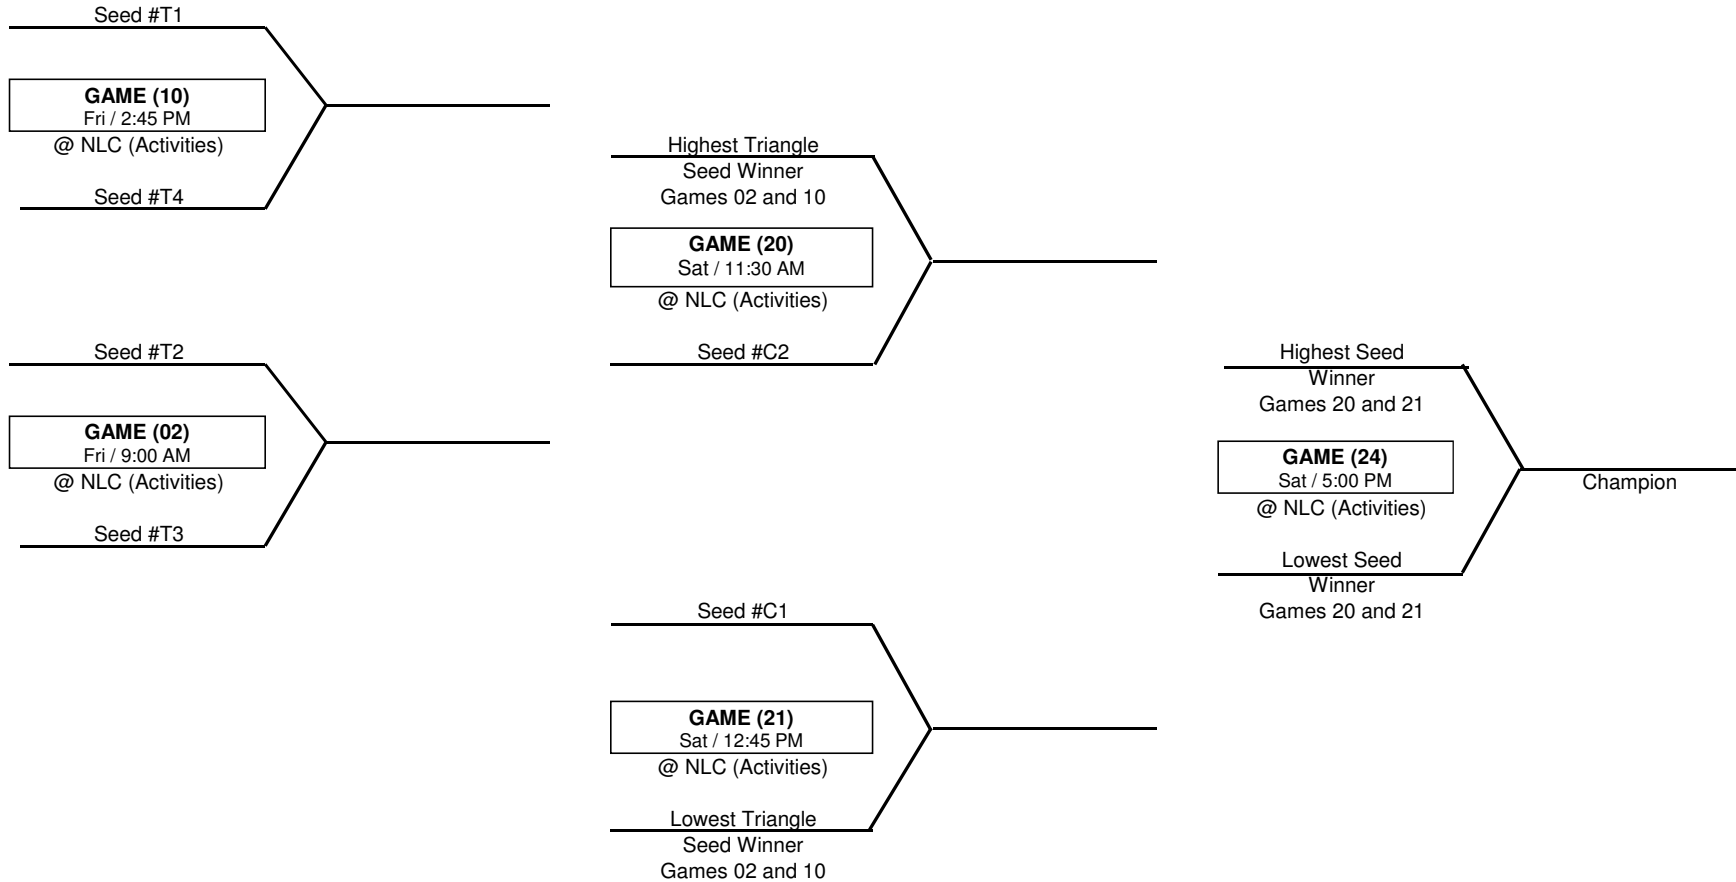 Seed #T1
GAME (10)
Fri / 2:45 PM
@ NLC (Activities)
Seed #T4
Seed #T2
GAME (02)
Fri / 9:00 AM
@ NLC (Activities)
Seed #T3
Highest Triangle
Seed Winner
Games 02 and 10
GAME (20)
Sat / 11:30 AM
@ NLC (Activities)
Seed #C2
Seed #C1
GAME (21)
Sat / 12:45 PM
@ NLC (Activities)
Lowest Triangle
Seed Winner
Games 02 and 10
Highest Seed
Winner
Games 20 and 21
GAME (24)
Sat / 5:00 PM
@ NLC (Activities)
Lowest Seed
Winner
Games 20 and 21
Champion